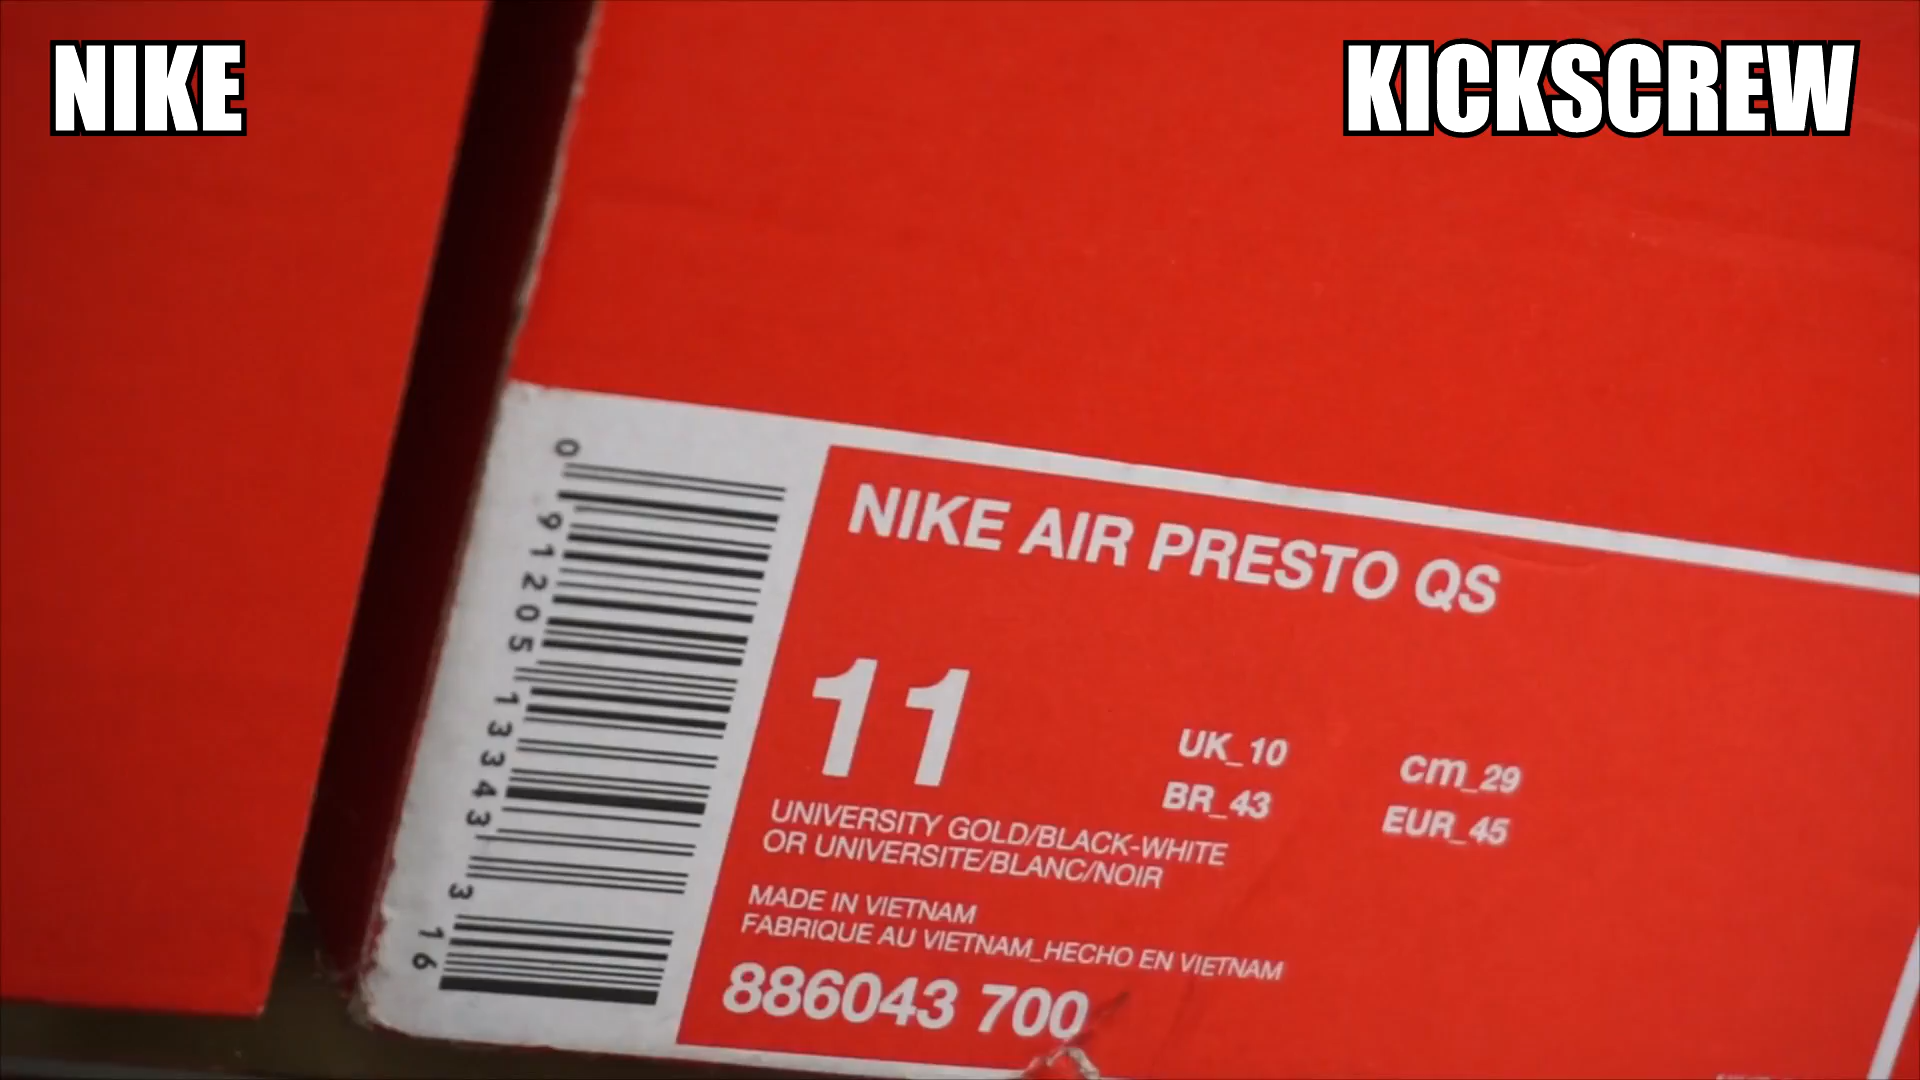 NIKE
KICKSCREW
NIKE AIR PRESTO QS
11
UK_10
cm_29
BR_43
EUR_45
UNIVERSITY GOLD/BLACK-WHITE
OR UNIVERSITE/BLANC/NOIR
MADE IN VIETNAM
FABRIQUE AU VIETNAM_HECHO EN VIETNAM
886043 700
0 91205 13343 3 16